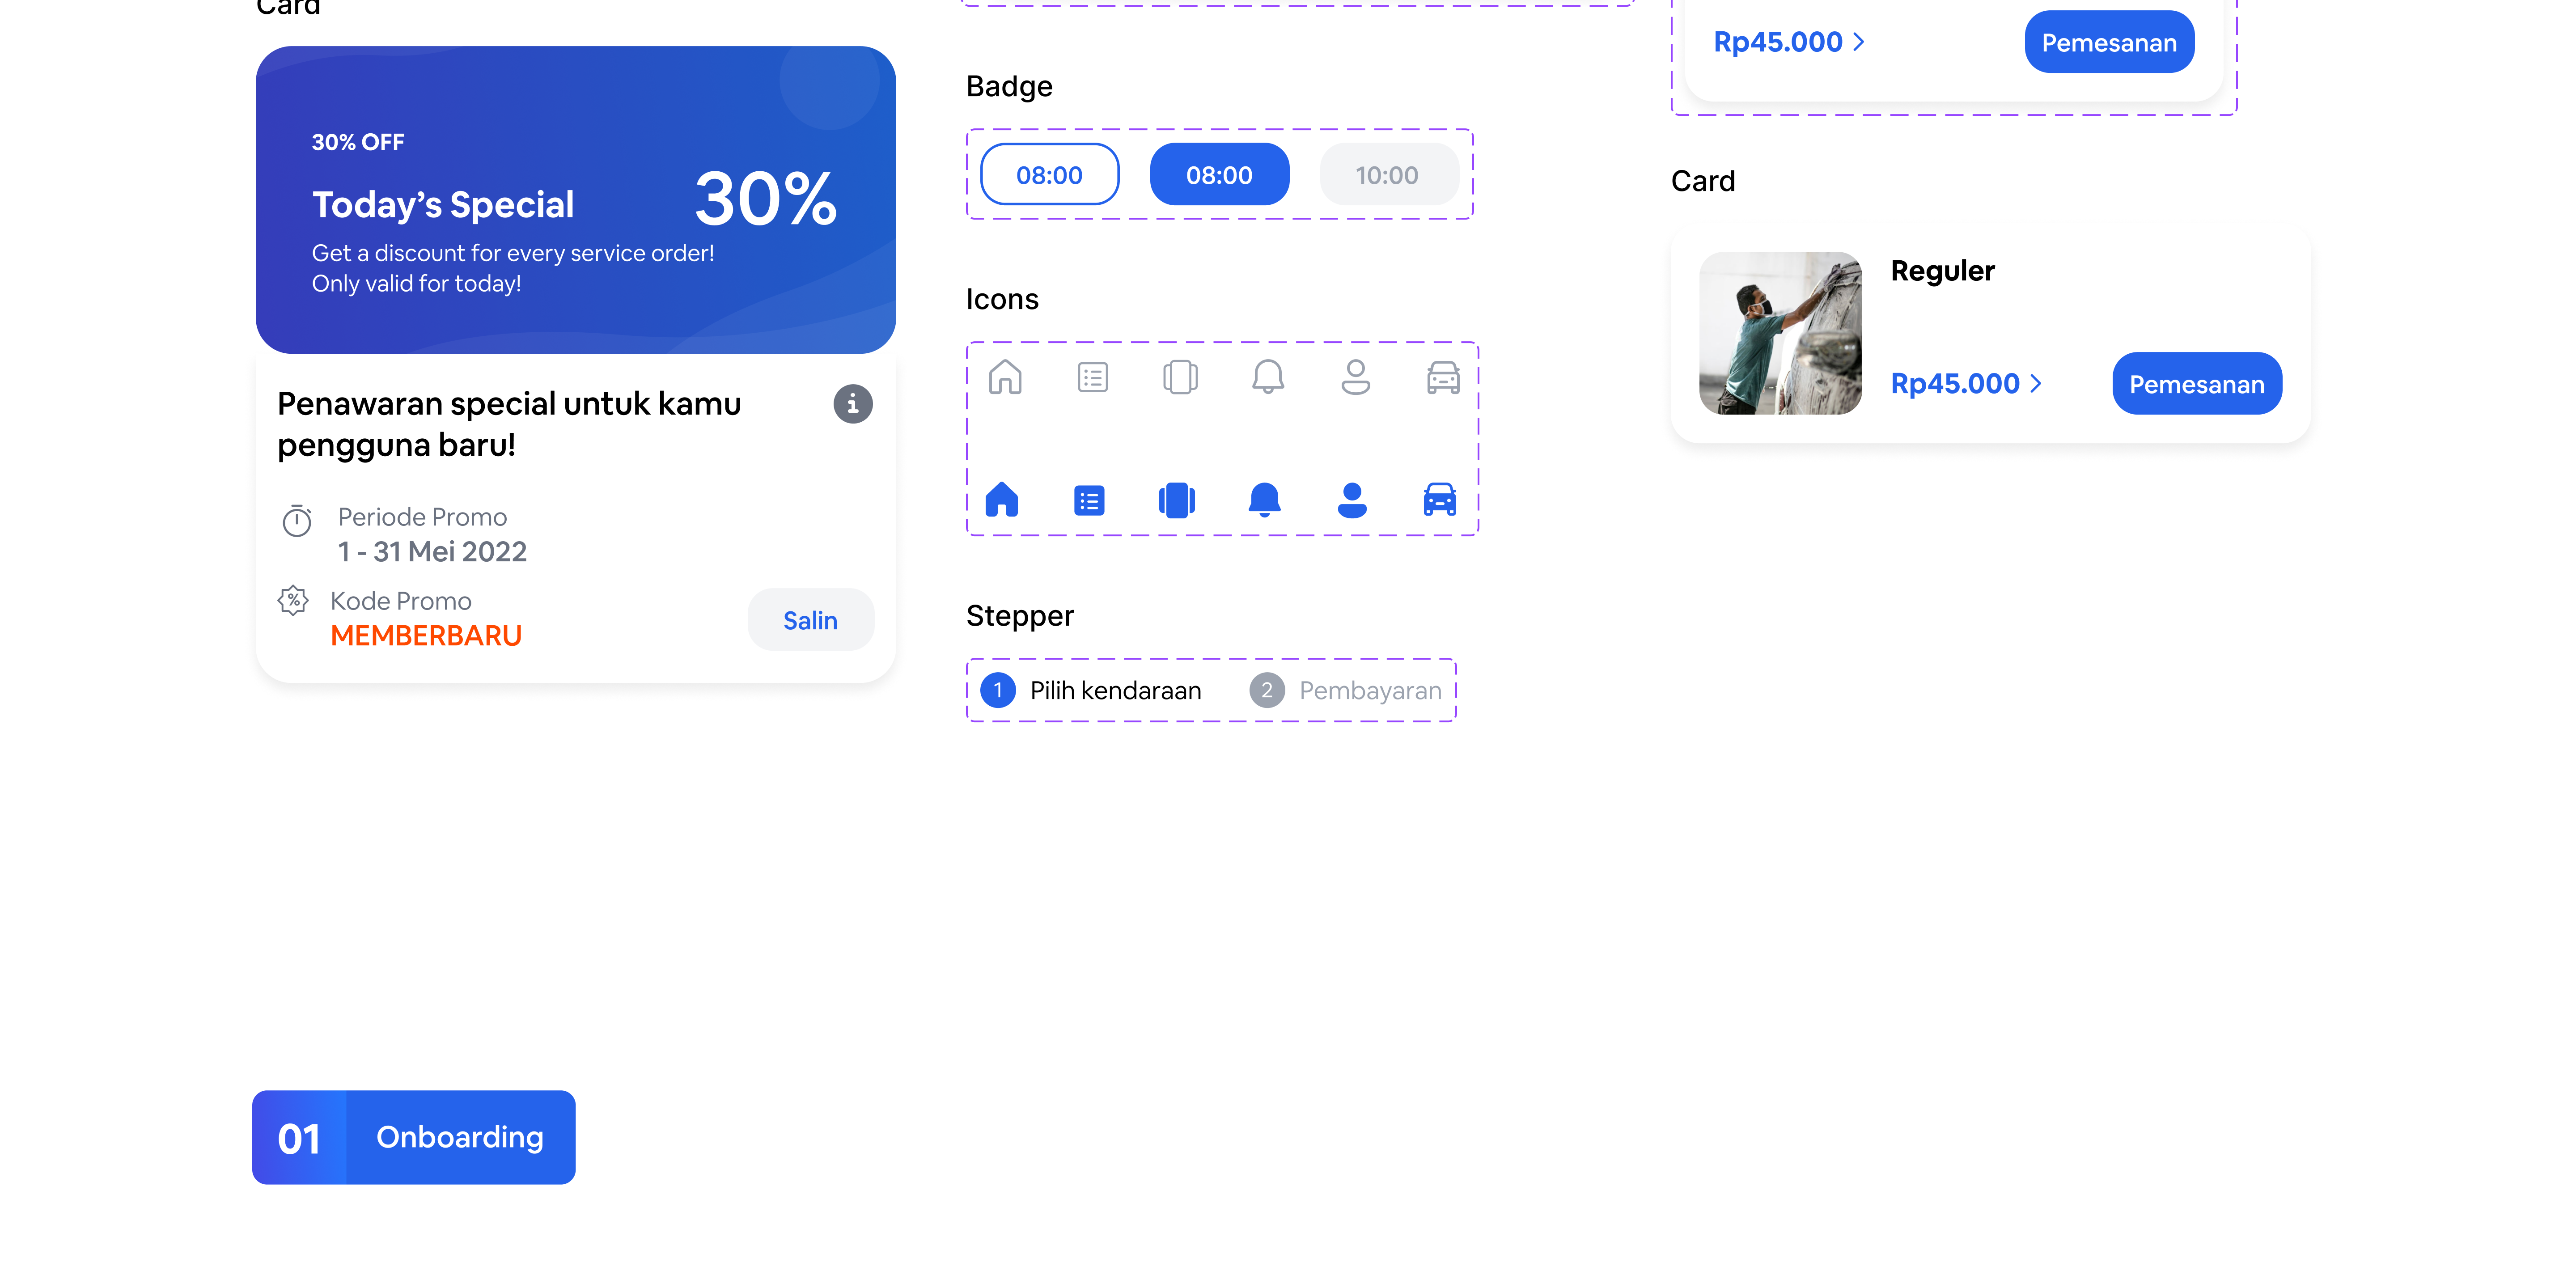 Card
30% OFF
Today's Special
30%
Get a discount for every service order!
Only valid for today!
Penawaran special untuk kamu
pengguna baru!
Periode Promo
1 - 31 Mei 2022
Kode Promo
MEMBERBARU
Salin
Badge
08:00
08:00
10:00
Icons
Stepper
1 Pilih kendaraan
2 Pembayaran
Rp45.000
Pemesanan
Card
Reguler
Rp45.000
Pemesanan
01 Onboarding